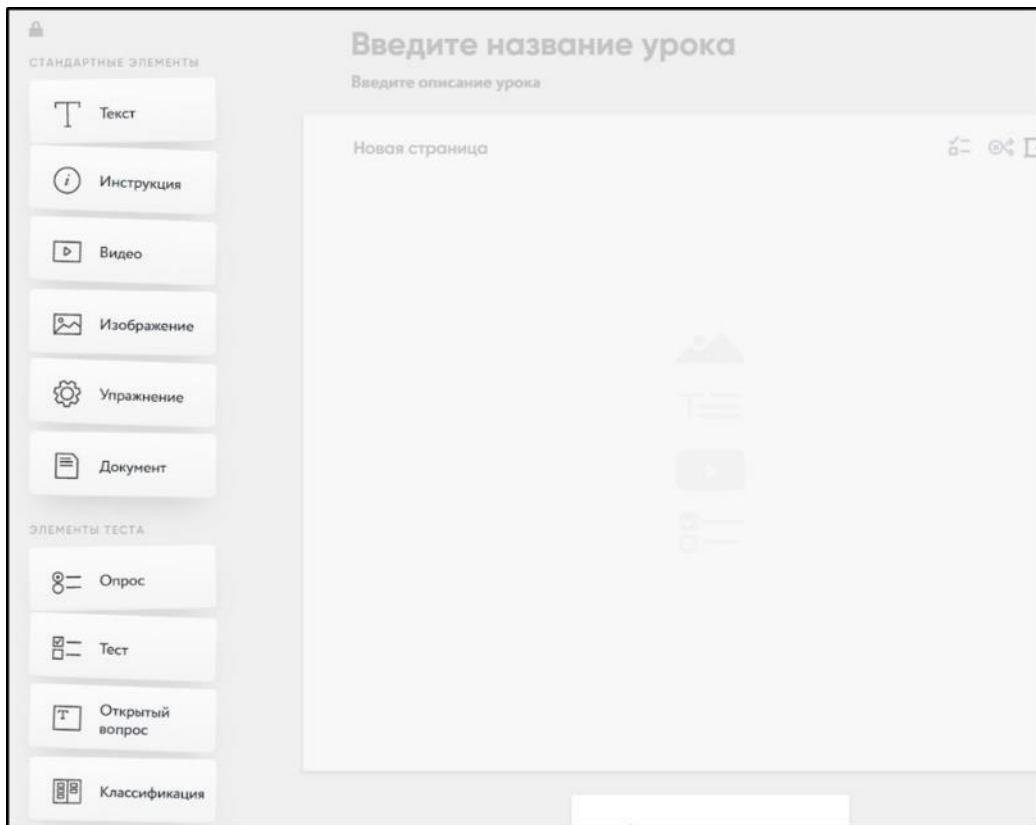 СТАНДАРТНЫЕ ЭЛЕМЕНТЫ
Текст
Инструкция
Видео
Изображение
Упражнение
Документ
ЭЛЕМЕНТЫ ТЕСТА
Опрос
Тест
Открытый
вопрос
Классификация
Введите название урока
Введите описание урока
Новая страница